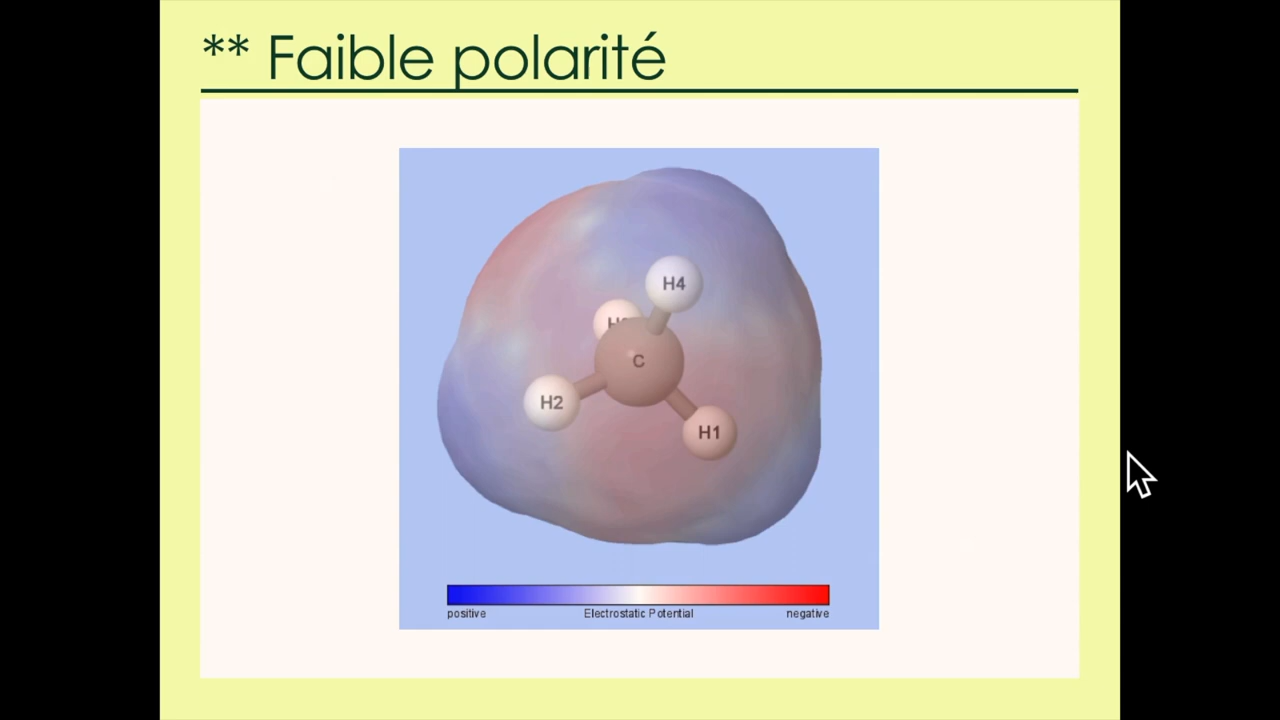 ** Faible polarité
H4
C
H2
H1
positive Electrostatic Potential negative